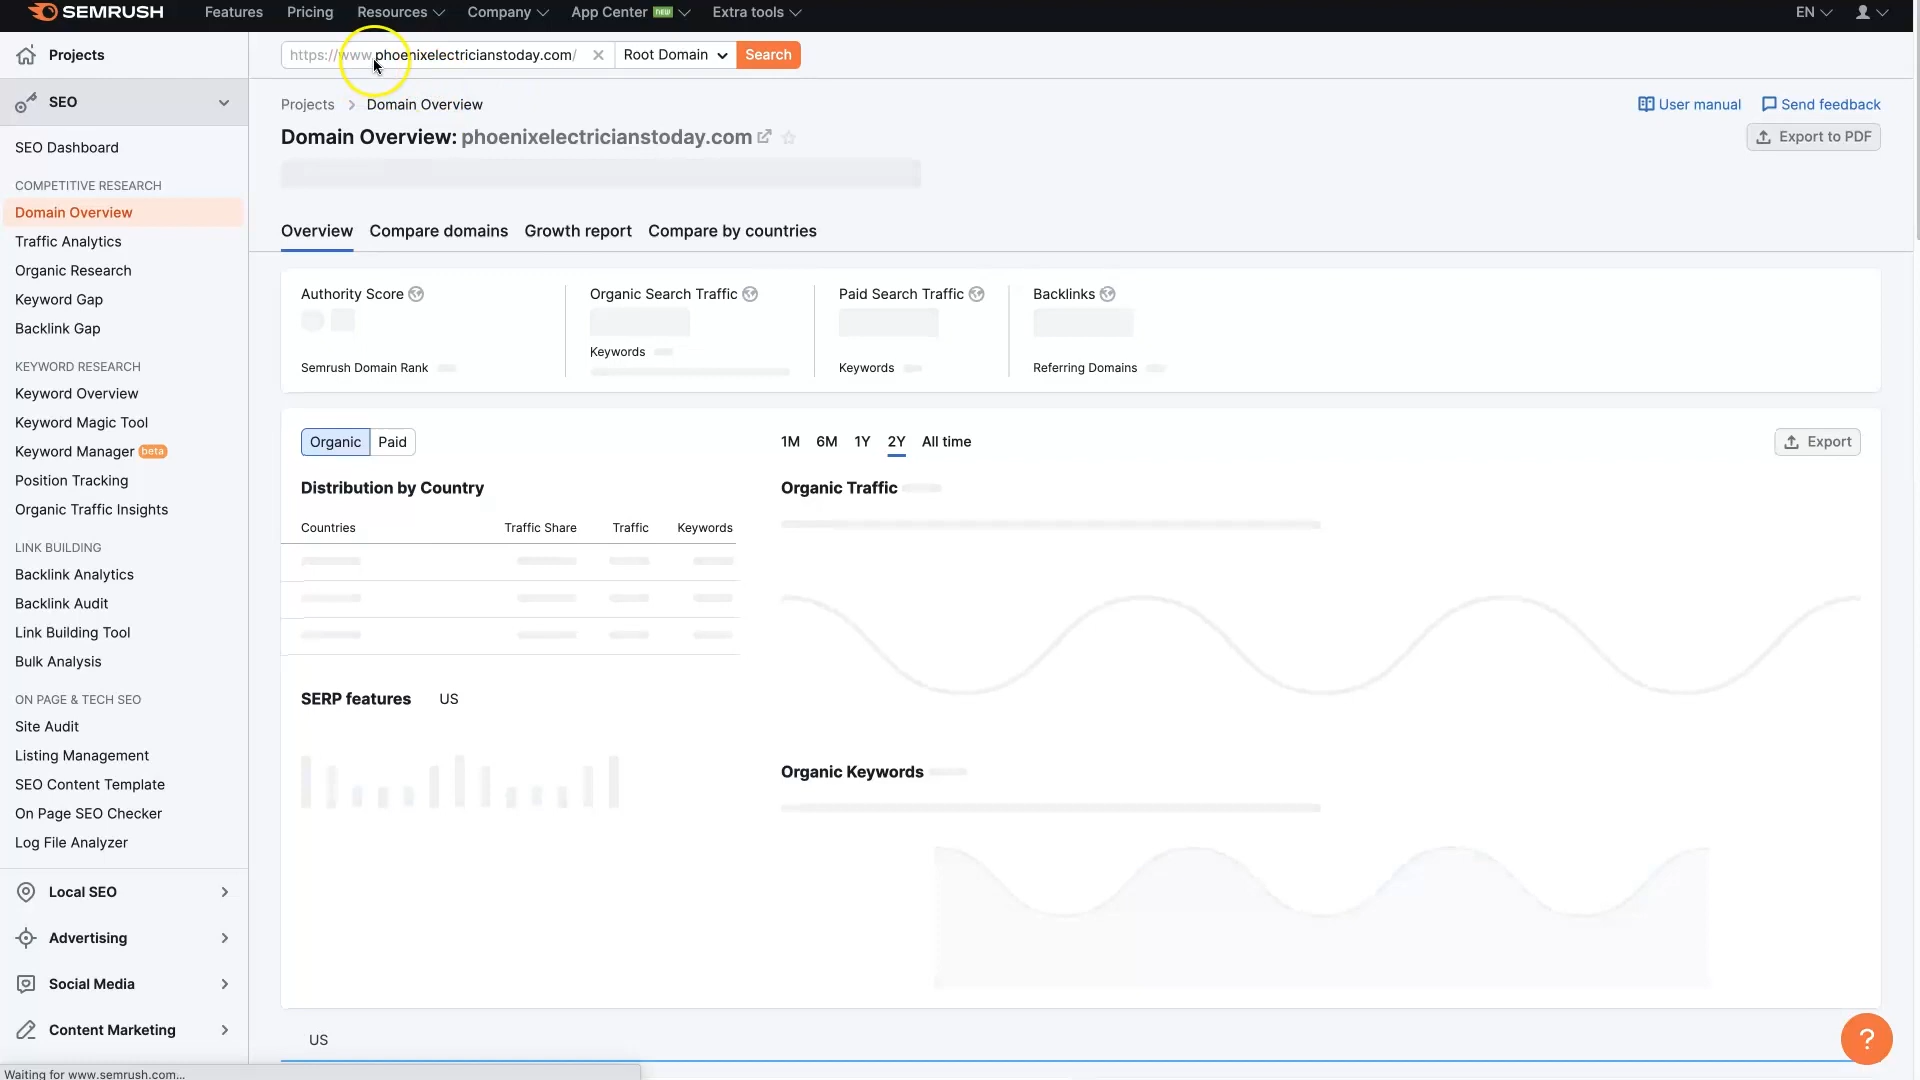 SEMRUSH
Features
Pricing
Resources
Company
App Center NEW
Extra tools
EN
Projects
https://www.phoenixelectricianstoday.com/
Root Domain
Search
SEO
SEO Dashboard
COMPETITIVE RESEARCH
Domain Overview
Traffic Analytics
Organic Research
Keyword Gap
Backlink Gap
KEYWORD RESEARCH
Keyword Overview
Keyword Magic Tool
Keyword Manager beta
Position Tracking
Organic Traffic Insights
LINK BUILDING
Backlink Analytics
Backlink Audit
Link Building Tool
Bulk Analysis
ON PAGE & TECH SEO
Site Audit
Listing Management
SEO Content Template
On Page SEO Checker
Log File Analyzer
Local SEO
Advertising
Social Media
Content Marketing
Projects > Domain Overview
User manual
Send feedback
Domain Overview: phoenixelectricianstoday.com
Export to PDF
Overview
Compare domains
Growth report
Compare by countries
Authority Score
Semrush Domain Rank
Organic Search Traffic
Keywords
Paid Search Traffic
Keywords
Backlinks
Referring Domains
Organic
Paid
1M 6M 1Y 2Y All time
Export
Distribution by Country
Countries Traffic Share Traffic Keywords
SERP features US
Organic Traffic
Organic Keywords
US
?
Waiting for www.semrush.com...